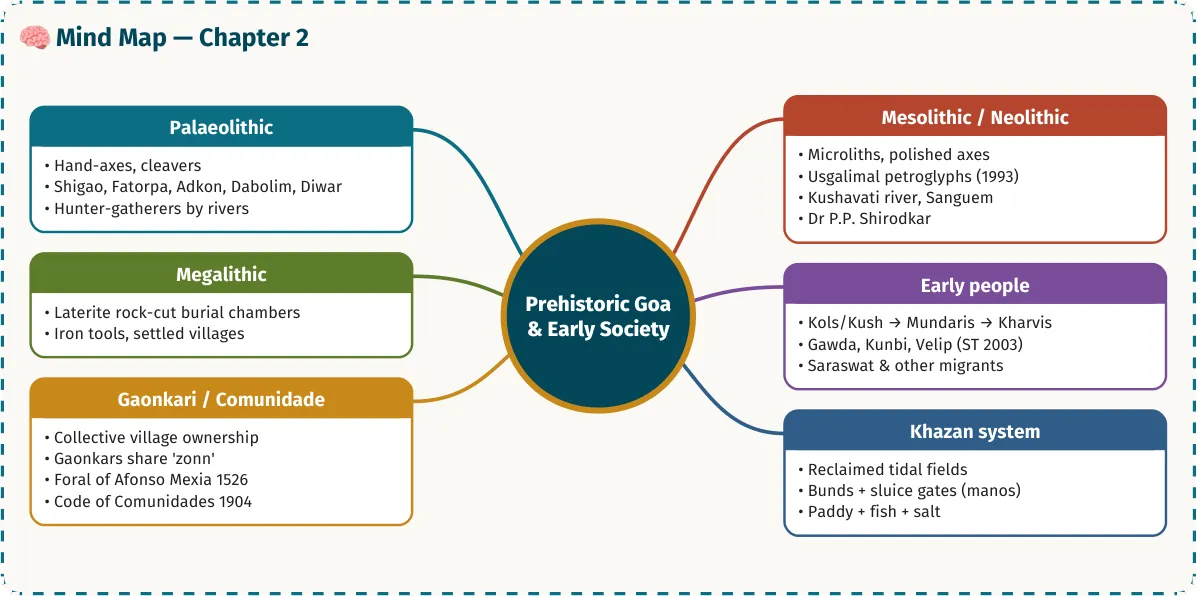 🧠 Mind Map — Chapter 2
Palaeolithic
• Hand-axes, cleavers
• Shigao, Fatorpa, Adkon, Dabolim, Diwar
• Hunter-gatherers by rivers
Megalithic
• Laterite rock-cut burial chambers
• Iron tools, settled villages
Gaonkari / Comunidade
• Collective village ownership
• Gaonkars share 'zonn'
• Foral of Afonso Mexia 1526
• Code of Comunidades 1904
Prehistoric Goa
& Early Society
Mesolithic / Neolithic
• Microliths, polished axes
• Usgalimal petroglyphs (1993)
• Kushavati river, Sanguem
• Dr P.P. Shirodkar
Early people
• Kols/Kush → Mundaris → Kharvis
• Gawda, Kunbi, Velip (ST 2003)
• Saraswat & other migrants
Khazan system
• Reclaimed tidal fields
• Bunds + sluice gates (manos)
• Paddy + fish + salt